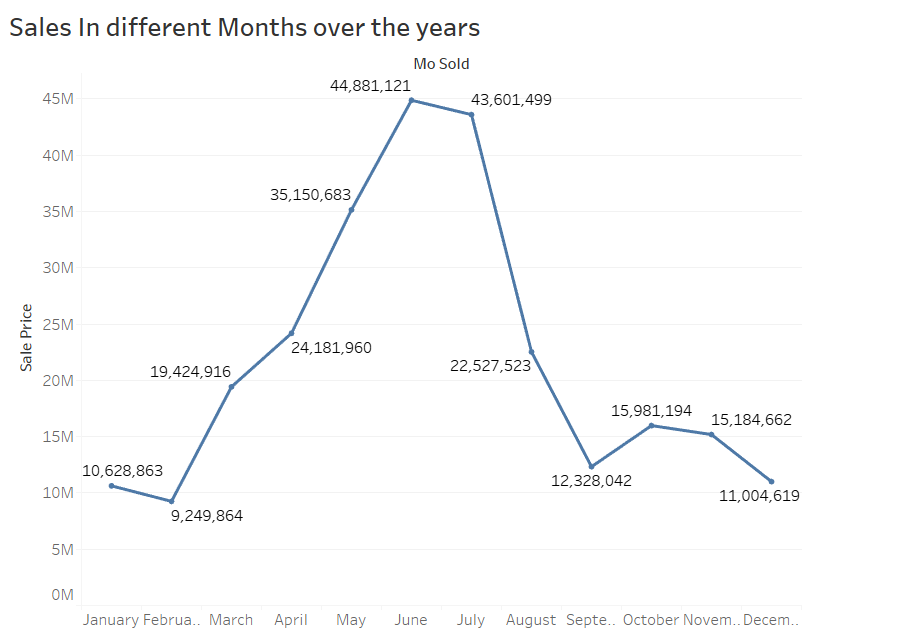 Sales In different Months over the years
Mo Sold
44,881,121
45M
43,601,499
40M
35,150,683
35M
30M
Sale Price
25M
24,181,960
22,527,523
19,424,916
20M
15,981,194
15,184,662
15M
10,628,863
12,328,042
10M
11,004,619
9,249,864
5M
0M
January Februa.. March April May June July August Septe.. October Novem.. Decem..